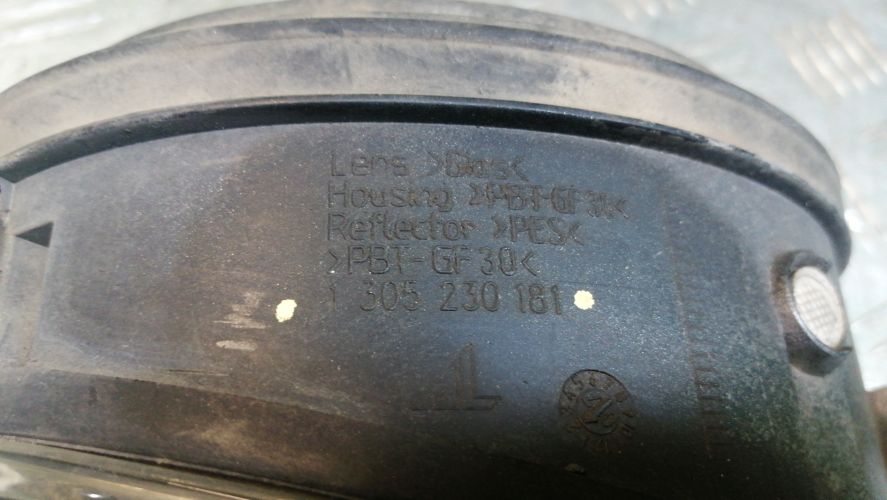 Lens >Glas<
Housing >PBT-GF30<
Reflector >PES<
>PBT-GF30<
1 305 230 181